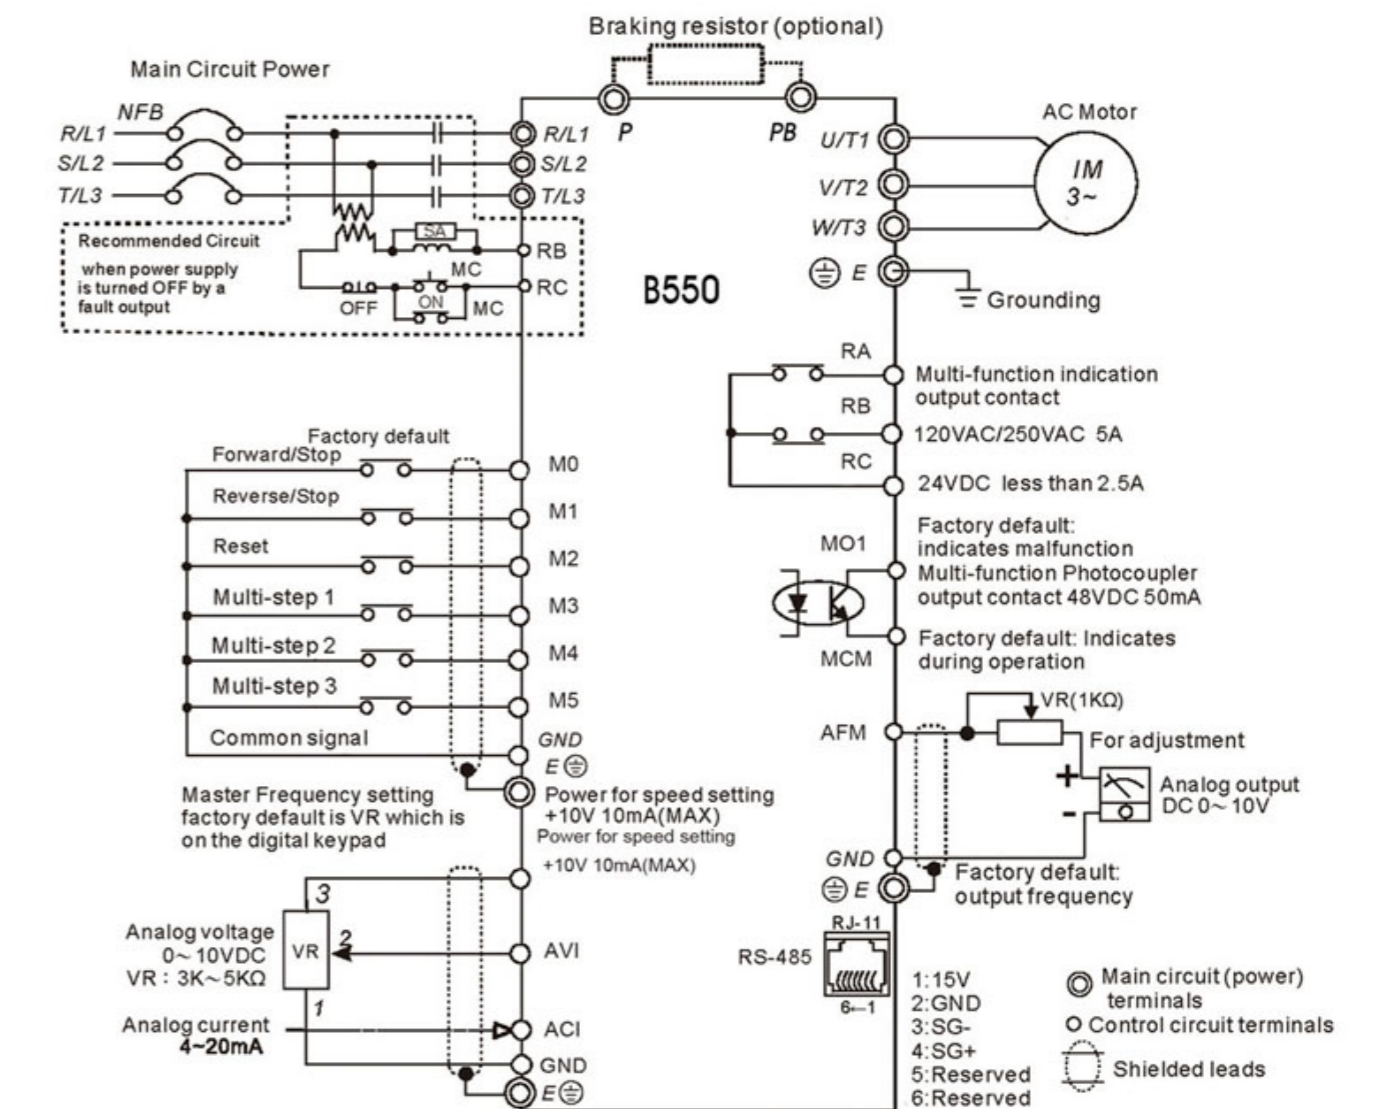 Braking resistor (optional)
Main Circuit Power
NFB
R/L1
S/L2
T/L3
R/L1
S/L2
T/L3
P
PB
AC Motor
U/T1
V/T2
W/T3
IM
3~
E
Grounding
Recommended Circuit
when power supply
is turned OFF by a
fault output
SA
MC
OFF
ON
MC
RB
RC
B550
RA
Multi-function indication
output contact
RB
120VAC/250VAC 5A
RC
24VDC less than 2.5A
Factory default
Forward/Stop
M0
Reverse/Stop
M1
Reset
M2
Multi-step 1
M3
Multi-step 2
M4
Multi-step 3
M5
Common signal
GND
E
MO1
Factory default:
indicates malfunction
Multi-function Photocoupler
output contact 48VDC 50mA
MCM
Factory default: Indicates
during operation
AFM
VR(1KΩ)
For adjustment
+
-
Analog output
DC 0~ 10V
GND
E
Factory default:
output frequency
Master Frequency setting
factory default is VR which is
on the digital keypad
Power for speed setting
+10V 10mA(MAX)
Power for speed setting
+10V 10mA(MAX)
3
Analog voltage
0~ 10VDC
VR : 3K~5KΩ
VR
2
1
AVI
Analog current
4~20mA
ACI
GND
E
RJ-11
RS-485
6←1
1:15V
2:GND
3:SG-
4:SG+
5:Reserved
6:Reserved
Main circuit (power)
terminals
Control circuit terminals
Shielded leads